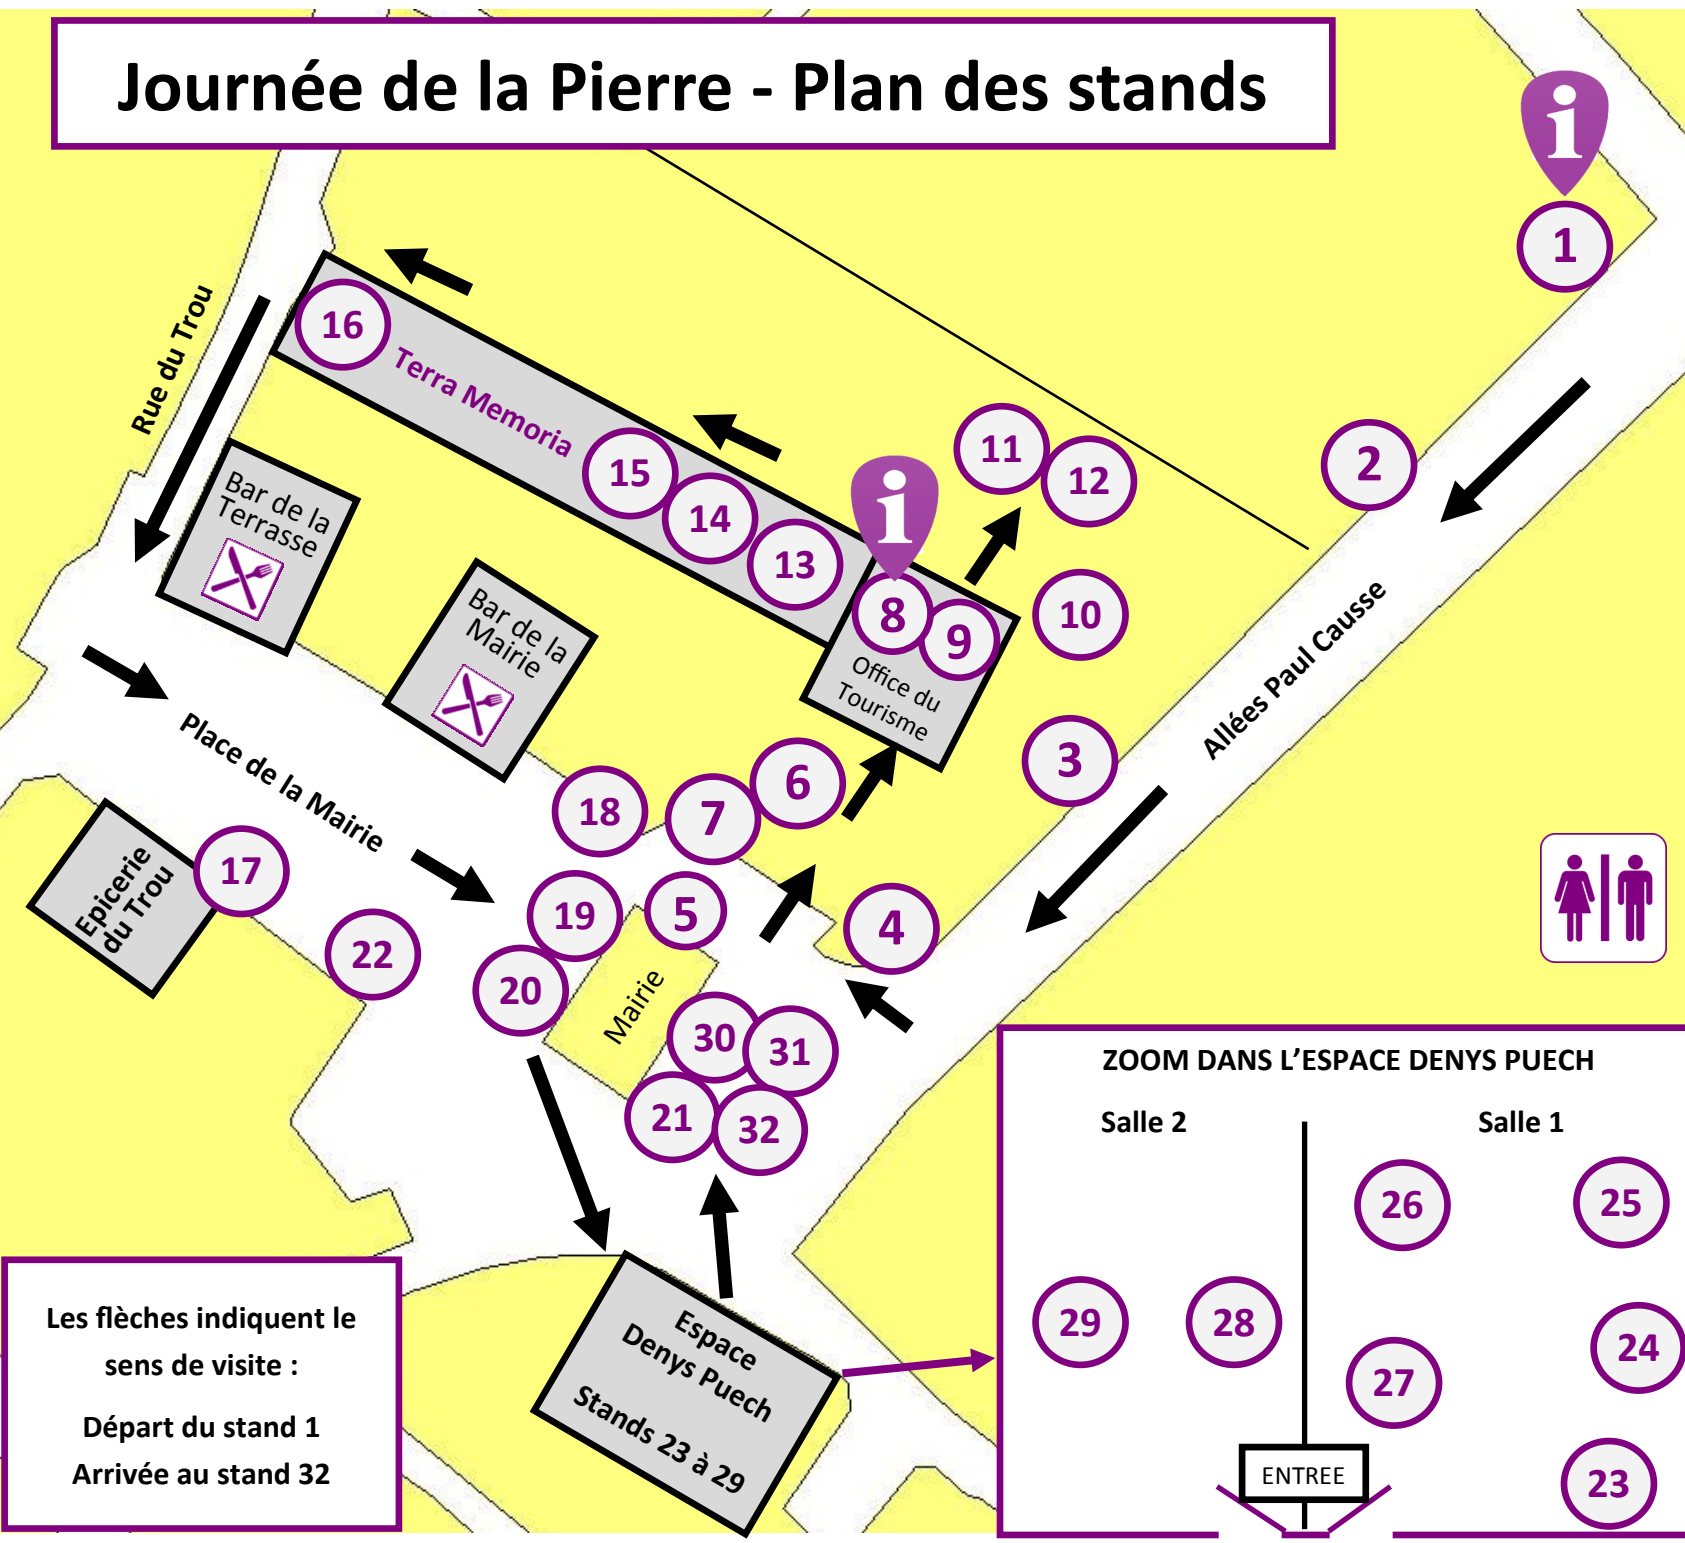 Journée de la Pierre - Plan des stands
i
1
Rue du Trou
16
Terra Memoria
15
14
13
11
12
2
i
8
9
Office du
Tourisme
10
3
Allées Paul Causse
Bar de la
Terrasse
Bar de la
Mairie
Place de la Mairie
18
7
6
Epicerie
du Trou
17
22
19
5
4
20
Mairie
30
31
21
32
Espace
Denys Puech
Stands 23 à 29
Les flèches indiquent le
sens de visite :
Départ du stand 1
Arrivée au stand 32
ZOOM DANS L’ESPACE DENYS PUECH
Salle 2
Salle 1
26
25
29
28
24
27
23
ENTREE